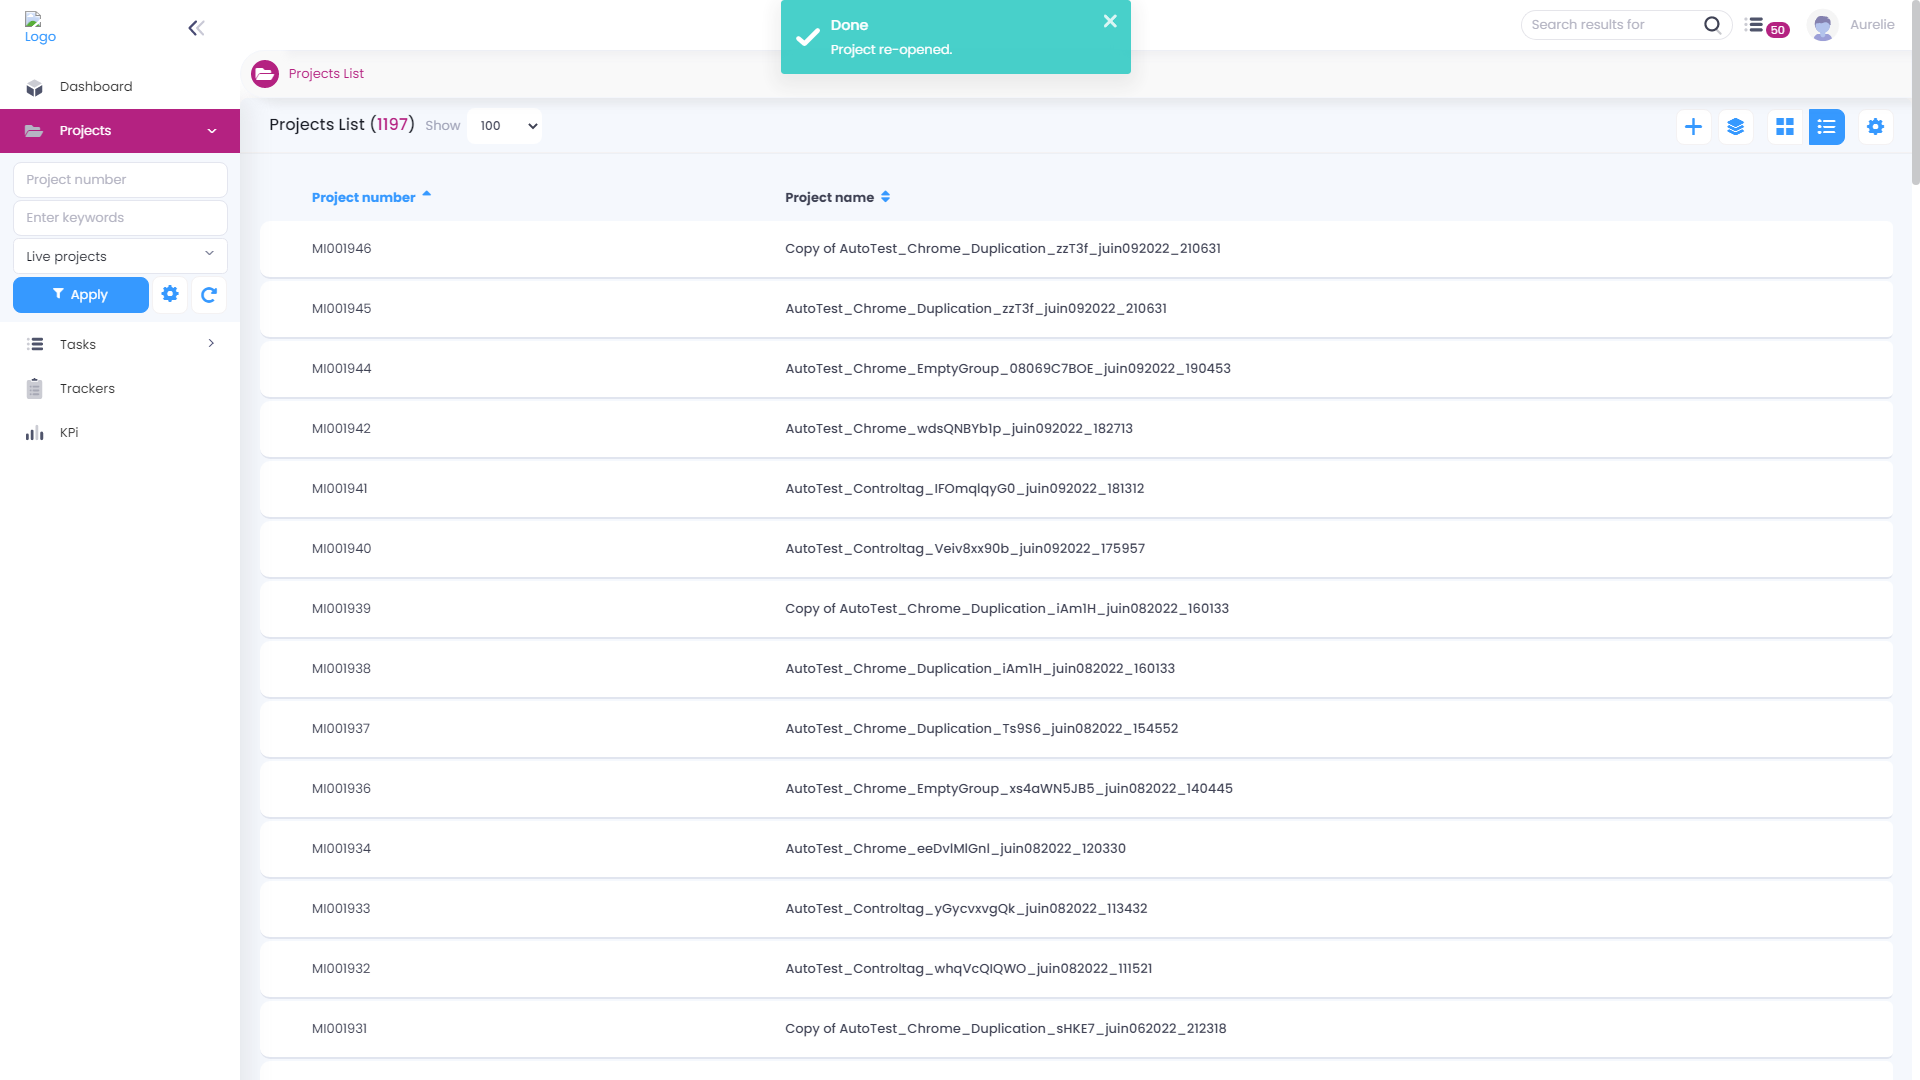 Logo
Done
Project re-opened.
Search results for
50
Aurelie
Projects List
Dashboard
Projects
Project number
Enter keywords
Live projects
Apply
Tasks
Trackers
KPi
Projects List (1197) Show 100
Project number Project name
MI001946 Copy of AutoTest_Chrome_Duplication_zzT3f_juin092022_210631
MI001945 AutoTest_Chrome_Duplication_zzT3f_juin092022_210631
MI001944 AutoTest_Chrome_EmptyGroup_08069C7BOE_juin092022_190453
MI001942 AutoTest_Chrome_wdsQNBYb1p_juin092022_182713
MI001941 AutoTest_Controltag_IFOmqlqyG0_juin092022_181312
MI001940 AutoTest_Controltag_Veiv8xx90b_juin092022_175957
MI001939 Copy of AutoTest_Chrome_Duplication_iAm1H_juin082022_160133
MI001938 AutoTest_Chrome_Duplication_iAm1H_juin082022_160133
MI001937 AutoTest_Chrome_Duplication_Ts9S6_juin082022_154552
MI001936 AutoTest_Chrome_EmptyGroup_xs4aWN5JB5_juin082022_140445
MI001934 AutoTest_Chrome_eeDvlMlGnl_juin082022_120330
MI001933 AutoTest_Controltag_yGycvxvgQk_juin082022_113432
MI001932 AutoTest_Controltag_whqVcQIQWO_juin082022_111521
MI001931 Copy of AutoTest_Chrome_Duplication_sHKE7_juin062022_212318